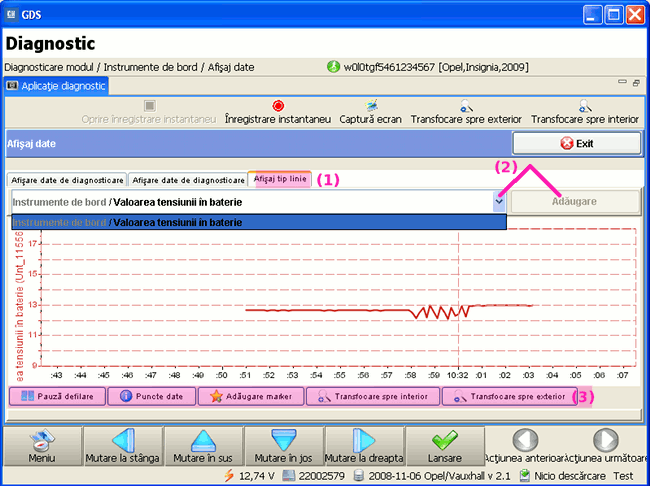 GDS
Diagnostic
Diagnosticare modul / Instrumente de bord / Afişaj date
w0l0tgf5461234567 [Opel,Insignia,2009]
Aplicaţie diagnostic
Oprire înregistrare instantaneu
Înregistrare instantaneu
Captură ecran
Transfocare spre exterior
Transfocare spre interior
Afişaj date
Exit
Afişare date de diagnosticare
Afişare date de diagnosticare
Afişaj tip linie
(1)
(2)
Instrumente de bord / Valoarea tensiunii în baterie
Adăugare
Instrumente de bord / Valoarea tensiunii în baterie
ea tensiunii în baterie (Unt_11556
17
15
13
11
:43 :44 :45 :46 :47 :48 :49 :50 :51 :52 :53 :54 :55 :56 :57 :58 :59 10:32 :01 :02 :03 :04 :05 :06 :07
Pauză defilare
Puncte date
Adăugare marker
Transfocare spre interior
Transfocare spre exterior
(3)
Meniu
Mutare la stânga
Mutare în sus
Mutare în jos
Mutare la dreapta
Lansare
Acţiunea anterioară
Acţiunea următoare
12,74 V
22002579
2008-11-06 Opel/Vauxhall v 2.1
Nicio descărcare
Test